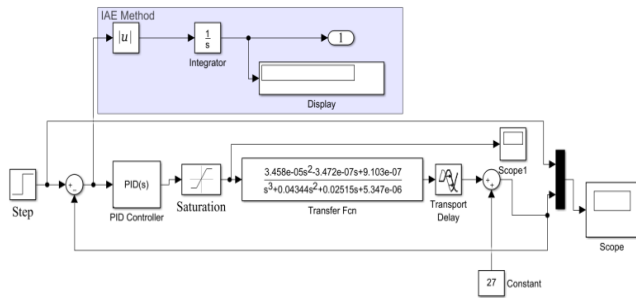 IAE Method
|u|
1
s
Integrator
1
Display
Step
+
−
PID(s)
PID Controller
Saturation
3.458e-05s²-3.472e-07s+9.103e-07
s³+0.04344s²+0.02515s+5.347e-06
Transfer Fcn
Scope1
Transport
Delay
+
+
Scope
27
Constant